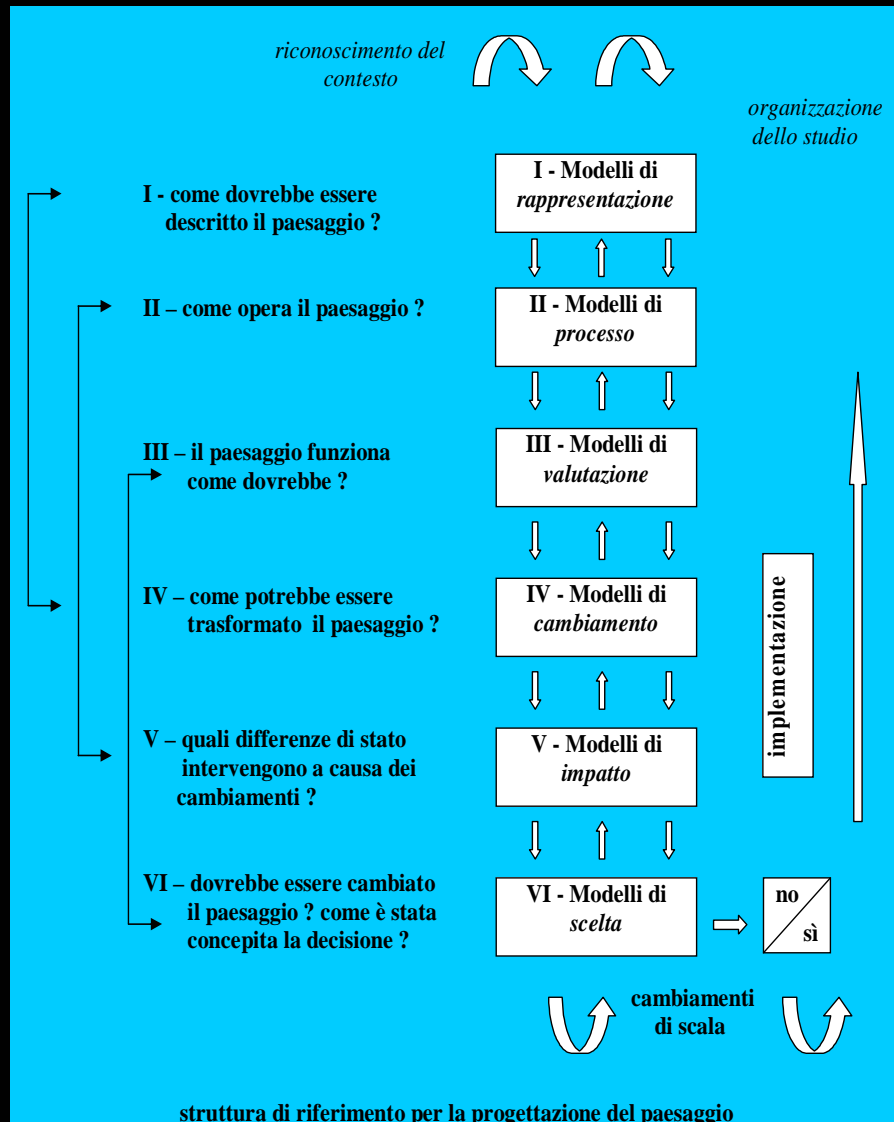 riconoscimento del
contesto
organizzazione
dello studio
I - come dovrebbe essere
descritto il paesaggio ?
I - Modelli di
rappresentazione
II – come opera il paesaggio ?
II - Modelli di
processo
III – il paesaggio funziona
come dovrebbe ?
III - Modelli di
valutazione
IV – come potrebbe essere
trasformato il paesaggio ?
IV - Modelli di
cambiamento
implementazione
V – quali differenze di stato
intervengono a causa dei
cambiamenti ?
V - Modelli di
impatto
VI – dovrebbe essere cambiato
il paesaggio ? come è stata
concepita la decisione ?
VI - Modelli di
scelta
no
sì
cambiamenti
di scala
struttura di riferimento per la progettazione del paesaggio